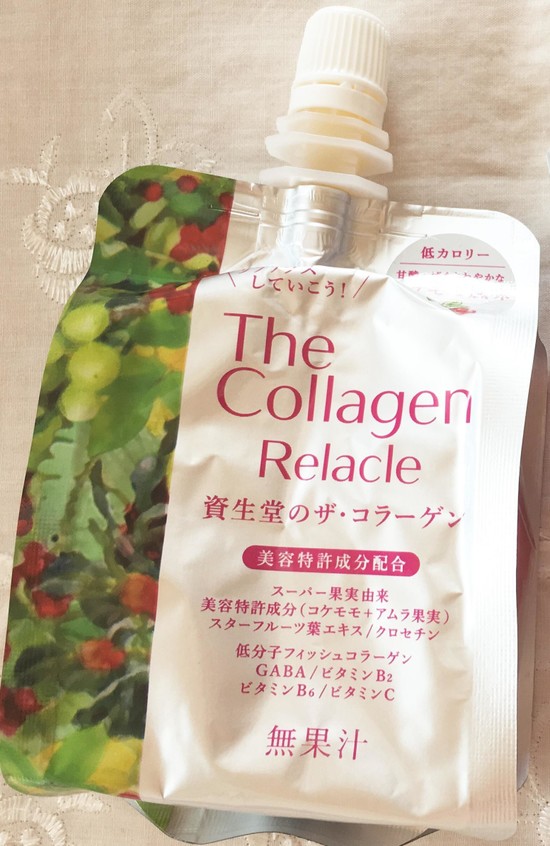 低カロリー
していこう!
The
Collagen
Relacle
資生堂のザ・コラーゲン
美容特許成分配合
スーパー果実由来
美容特許成分(コケモモ+アムラ果実)
スターフルーツ葉エキス/クロセチン
低分子フィッシュコラーゲン
GABA/ビタミンB2
ビタミンB6/ビタミンC
無果汁